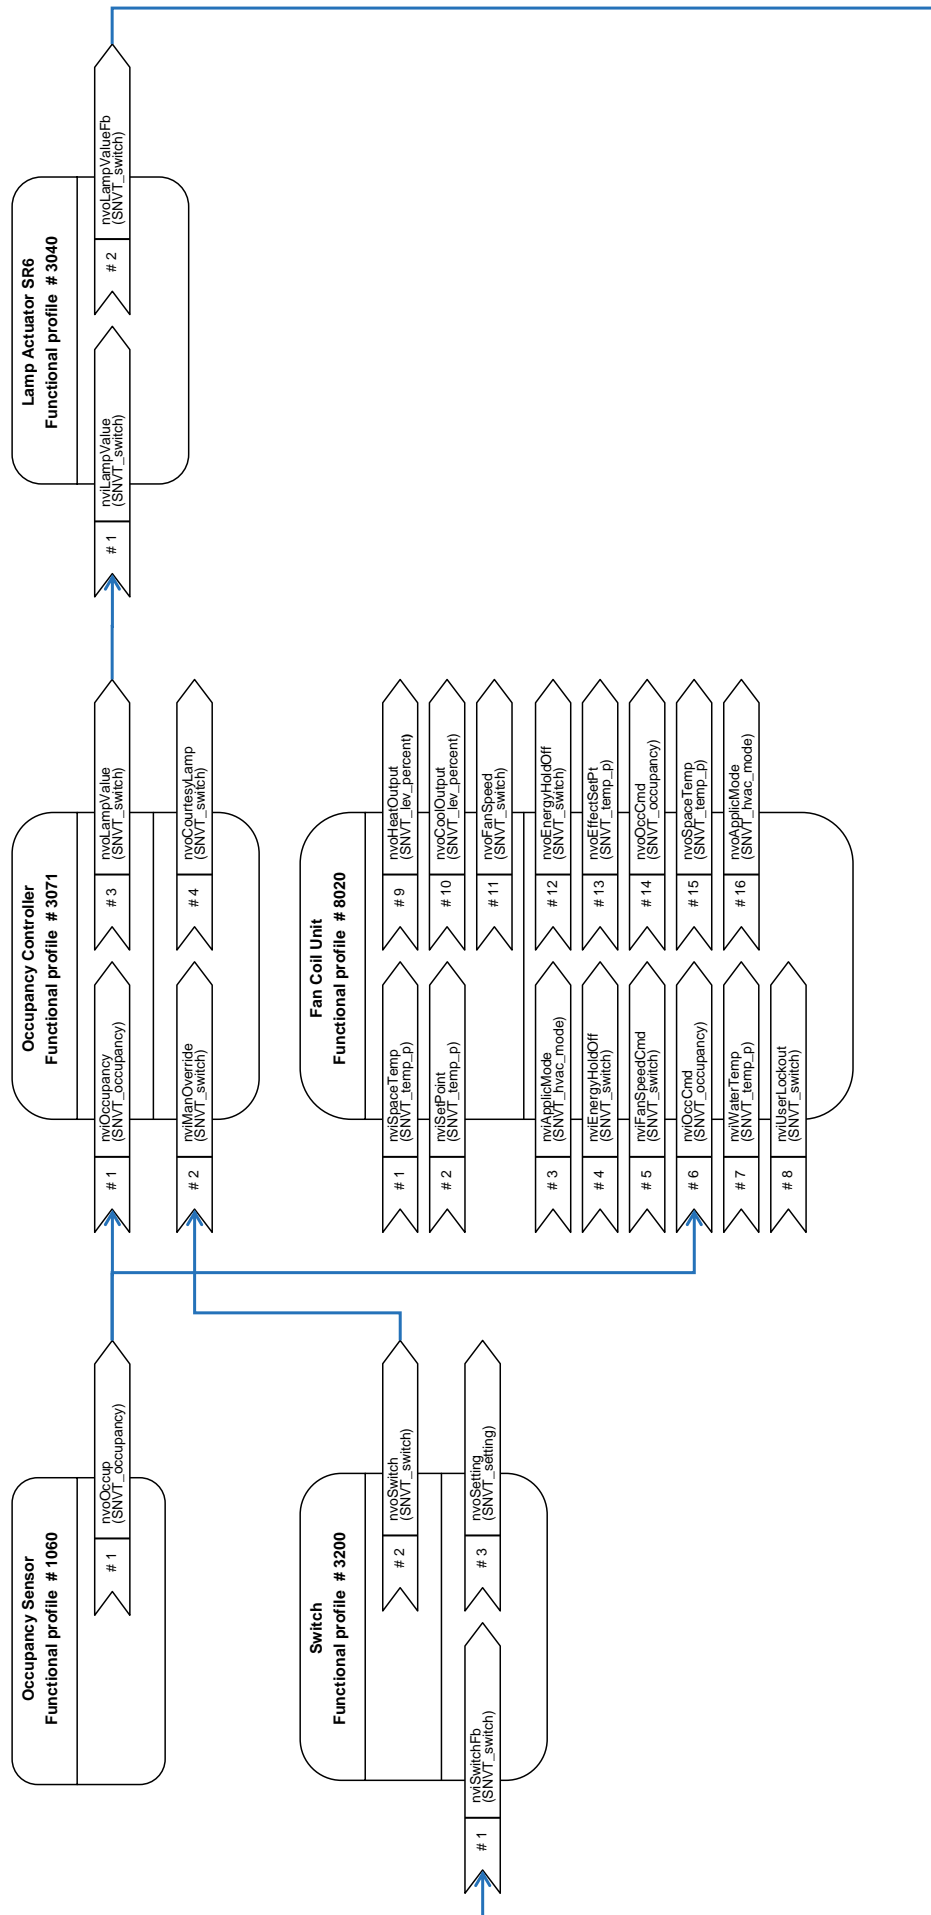 Occupancy Sensor
Functional profile # 1060
# 1
nvoOccup
(SNVT_occupancy)
Switch
Functional profile # 3200
# 1
nviSwitchFb
(SNVT_switch)
# 2
nvoSwitch
(SNVT_switch)
# 3
nvoSetting
(SNVT_setting)
Occupancy Controller
Functional profile # 3071
# 1
nviOccupancy
(SNVT_occupancy)
# 2
nviManOverride
(SNVT_switch)
# 3
nvoLampValue
(SNVT_switch)
# 4
nvoCourtesyLamp
(SNVT_switch)
Fan Coil Unit
Functional profile # 8020
# 1
nviSpaceTemp
(SNVT_temp_p)
# 2
nviSetPoint
(SNVT_temp_p)
# 3
nviApplicMode
(SNVT_hvac_mode)
# 4
nviEnergyHoldOff
(SNVT_switch)
# 5
nviFanSpeedCmd
(SNVT_switch)
# 6
nviOccCmd
(SNVT_occupancy)
# 7
nviWaterTemp
(SNVT_temp_p)
# 8
nviUserLockout
(SNVT_switch)
# 9
nvoHeatOutput
(SNVT_lev_percent)
# 10
nvoCoolOutput
(SNVT_lev_percent)
# 11
nvoFanSpeed
(SNVT_switch)
# 12
nvoEnergyHoldOff
(SNVT_switch)
# 13
nvoEffectSetPt
(SNVT_temp_p)
# 14
nvoOccCmd
(SNVT_occupancy)
# 15
nvoSpaceTemp
(SNVT_temp_p)
# 16
nvoApplicMode
(SNVT_hvac_mode)
Lamp Actuator SR6
Functional profile # 3040
# 1
nviLampValue
(SNVT_switch)
# 2
nvoLampValueFb
(SNVT_switch)